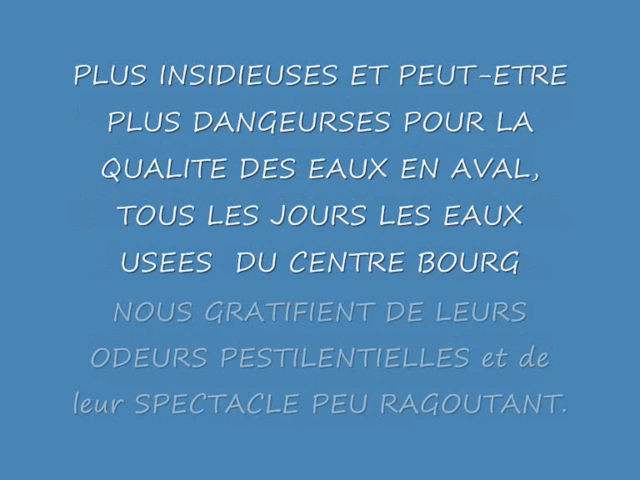 PLUS INSIDIEUSES ET PEUT-ETRE
PLUS DANGEURSES POUR LA
QUALITE DES EAUX EN AVAL,
TOUS LES JOURS LES EAUX
USEES DU CENTRE BOURG
NOUS GRATIFIENT DE LEURS
ODEURS PESTILENTIELLES et de
leur SPECTACLE PEU RAGOUTANT.